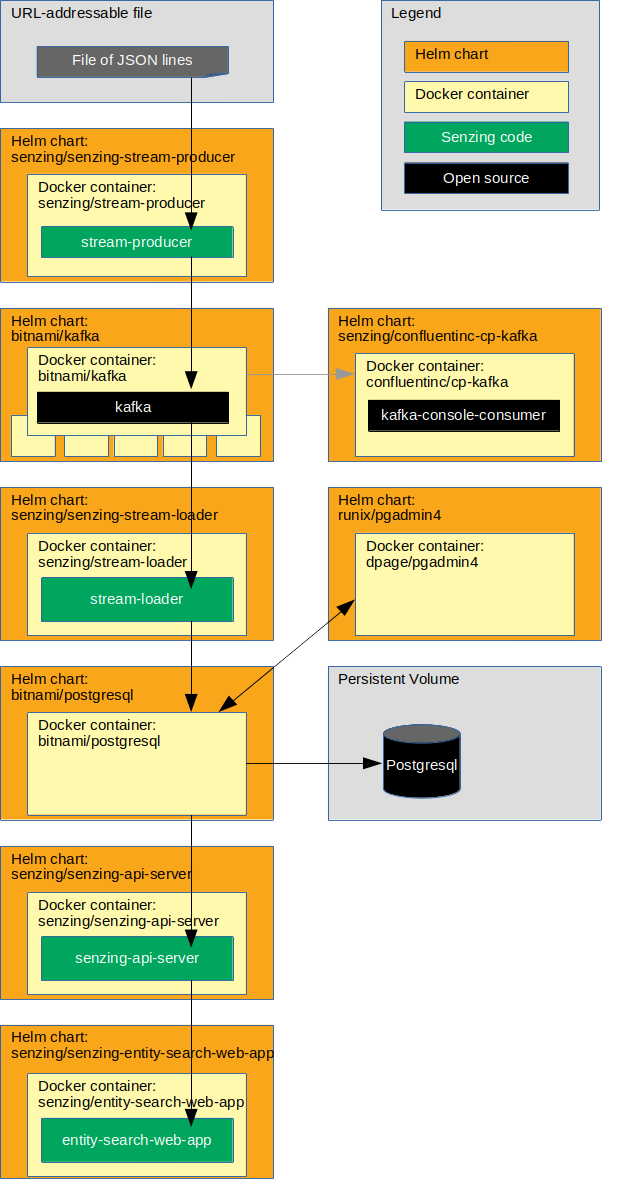 URL-addressable file
File of JSON lines
Legend
Helm chart
Docker container
Senzing code
Open source
Helm chart:
senzing/senzing-stream-producer
Docker container:
senzing/stream-producer
stream-producer
Helm chart:
bitnami/kafka
Docker container:
bitnami/kafka
kafka
Helm chart:
senzing/confluentinc-cp-kafka
Docker container:
confluentinc/cp-kafka
kafka-console-consumer
Helm chart:
senzing/senzing-stream-loader
Docker container:
senzing/stream-loader
stream-loader
Helm chart:
runix/pgadmin4
Docker container:
dpage/pgadmin4
Helm chart:
bitnami/postgresql
Docker container:
bitnami/postgresql
Persistent Volume
Postgresql
Helm chart:
senzing/senzing-api-server
Docker container:
senzing/senzing-api-server
senzing-api-server
Helm chart:
senzing/senzing-entity-search-web-app
Docker container:
senzing/entity-search-web-app
entity-search-web-app